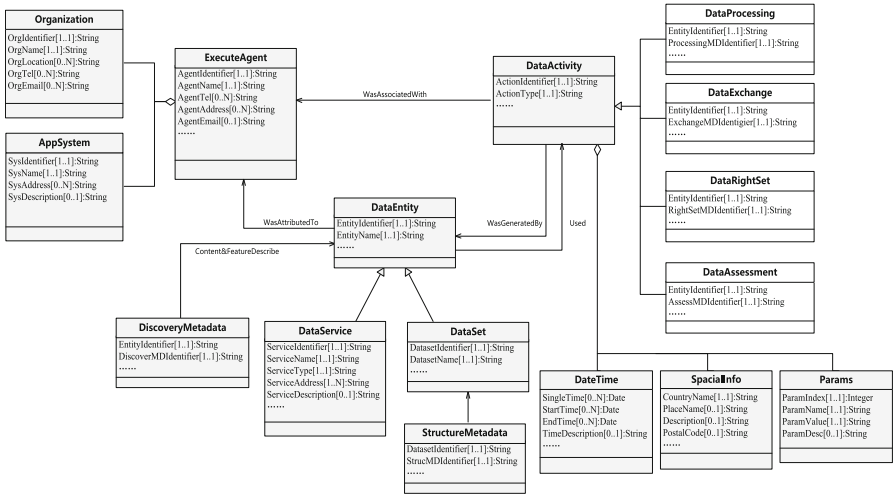 Organization
OrgIdentifier[1..1]:String
OrgName[1..1]:String
OrgLocation[0..N]:String
OrgTel[0..N]:String
OrgEmail[0..N]:String
AppSystem
SysIdentifier[1..1]:String
SysName[1..1]:String
SysAddress[0..N]:String
SysDescription[0..1]:String
ExecuteAgent
AgentIdentifier[1..1]:String
AgentName[1..1]:String
AgentTel[0..N]:String
AgentAddress[0..N]:String
AgentEmail[0..1]:String
……
WasAssociatedWith
DataActivity
ActionIdentifier[1..1]:String
ActionType[1..1]:String
……
DataProcessing
EntityIdentifier[1..1]:String
ProcessingMDIdentifier[1..1]:String
……
DataExchange
EntityIdentifier[1..1]:String
ExchangeMDIdentigier[1..1]:String
……
DataRightSet
EntityIdentifier[1..1]:String
RightSetMDIdentifier[1..1]:String
……
DataAssessment
EntityIdentifier[1..1]:String
AssessMDIdentifier[1..1]:String
……
WasAttributedTo
DataEntity
EntityIdentifier[1..1]:String
EntityName[1..1]:String
……
WasGeneratedBy
Used
Content&FeatureDescribe
DiscoveryMetadata
EntityIdentifier[1..1]:String
DiscoverMDIdentifier[1..1]:String
……
DataService
ServiceIdentifier[1..1]:String
ServiceName[1..1]:String
ServiceType[1..1]:String
ServiceAddress[1..N]:String
ServiceDescription[0..1]:String
……
DataSet
DatasetIdentifier[1..1]:String
DatasetName[1..1]:String
……
StructureMetadata
DatasetIdentifier[1..1]:String
StrucMDIdentifier[1..1]:String
……
DateTime
SingleTime[0..N]:Date
StartTime[0..N]:Date
EndTime[0..N]:Date
TimeDescription[0..1]:String
……
SpacialInfo
CountryName[1..1]:String
PlaceName[0..1]:String
Description[0..1]:String
PostalCode[0..1]:String
……
Params
ParamIndex[1..1]:Integer
ParamName[1..1]:String
ParamValue[1..1]:String
ParamDesc[0..1]:String